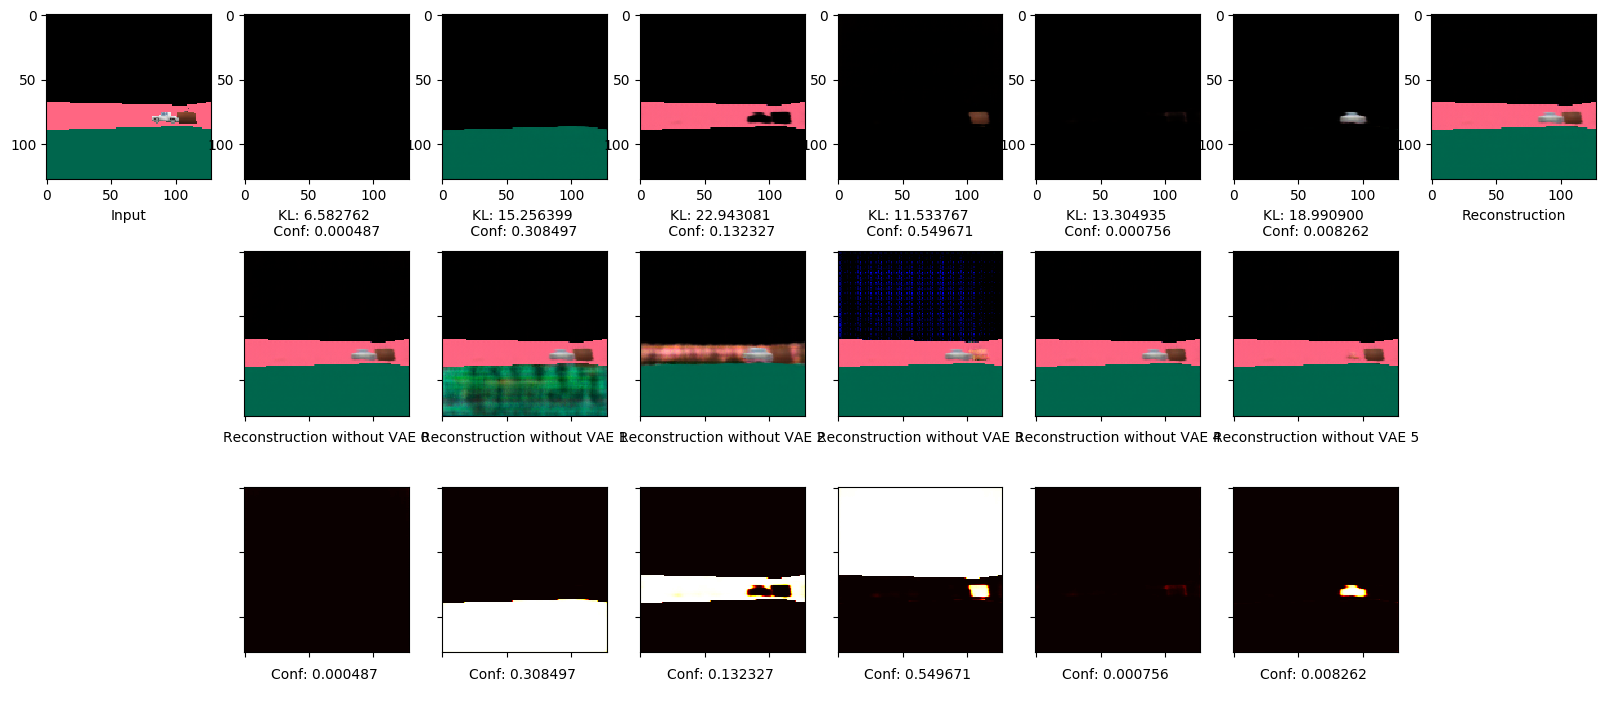 0 0 0 0 0 0 0 0
50 50 50 50 50 50 50 50
100 100 100 100 100 100 100 100
0 50 100 0 50 100 0 50 100 0 50 100 0 50 100 0 50 100 0 50 100 0 50 100
Input KL: 6.582762 KL: 15.256399 KL: 22.943081 KL: 11.533767 KL: 13.304935 KL: 18.990900 Reconstruction
Conf: 0.000487 Conf: 0.308497 Conf: 0.132327 Conf: 0.549671 Conf: 0.000756 Conf: 0.008262
Reconstruction without VAE 0 Reconstruction without VAE 1 Reconstruction without VAE 2 Reconstruction without VAE 3 Reconstruction without VAE 4 Reconstruction without VAE 5
Conf: 0.000487 Conf: 0.308497 Conf: 0.132327 Conf: 0.549671 Conf: 0.000756 Conf: 0.008262